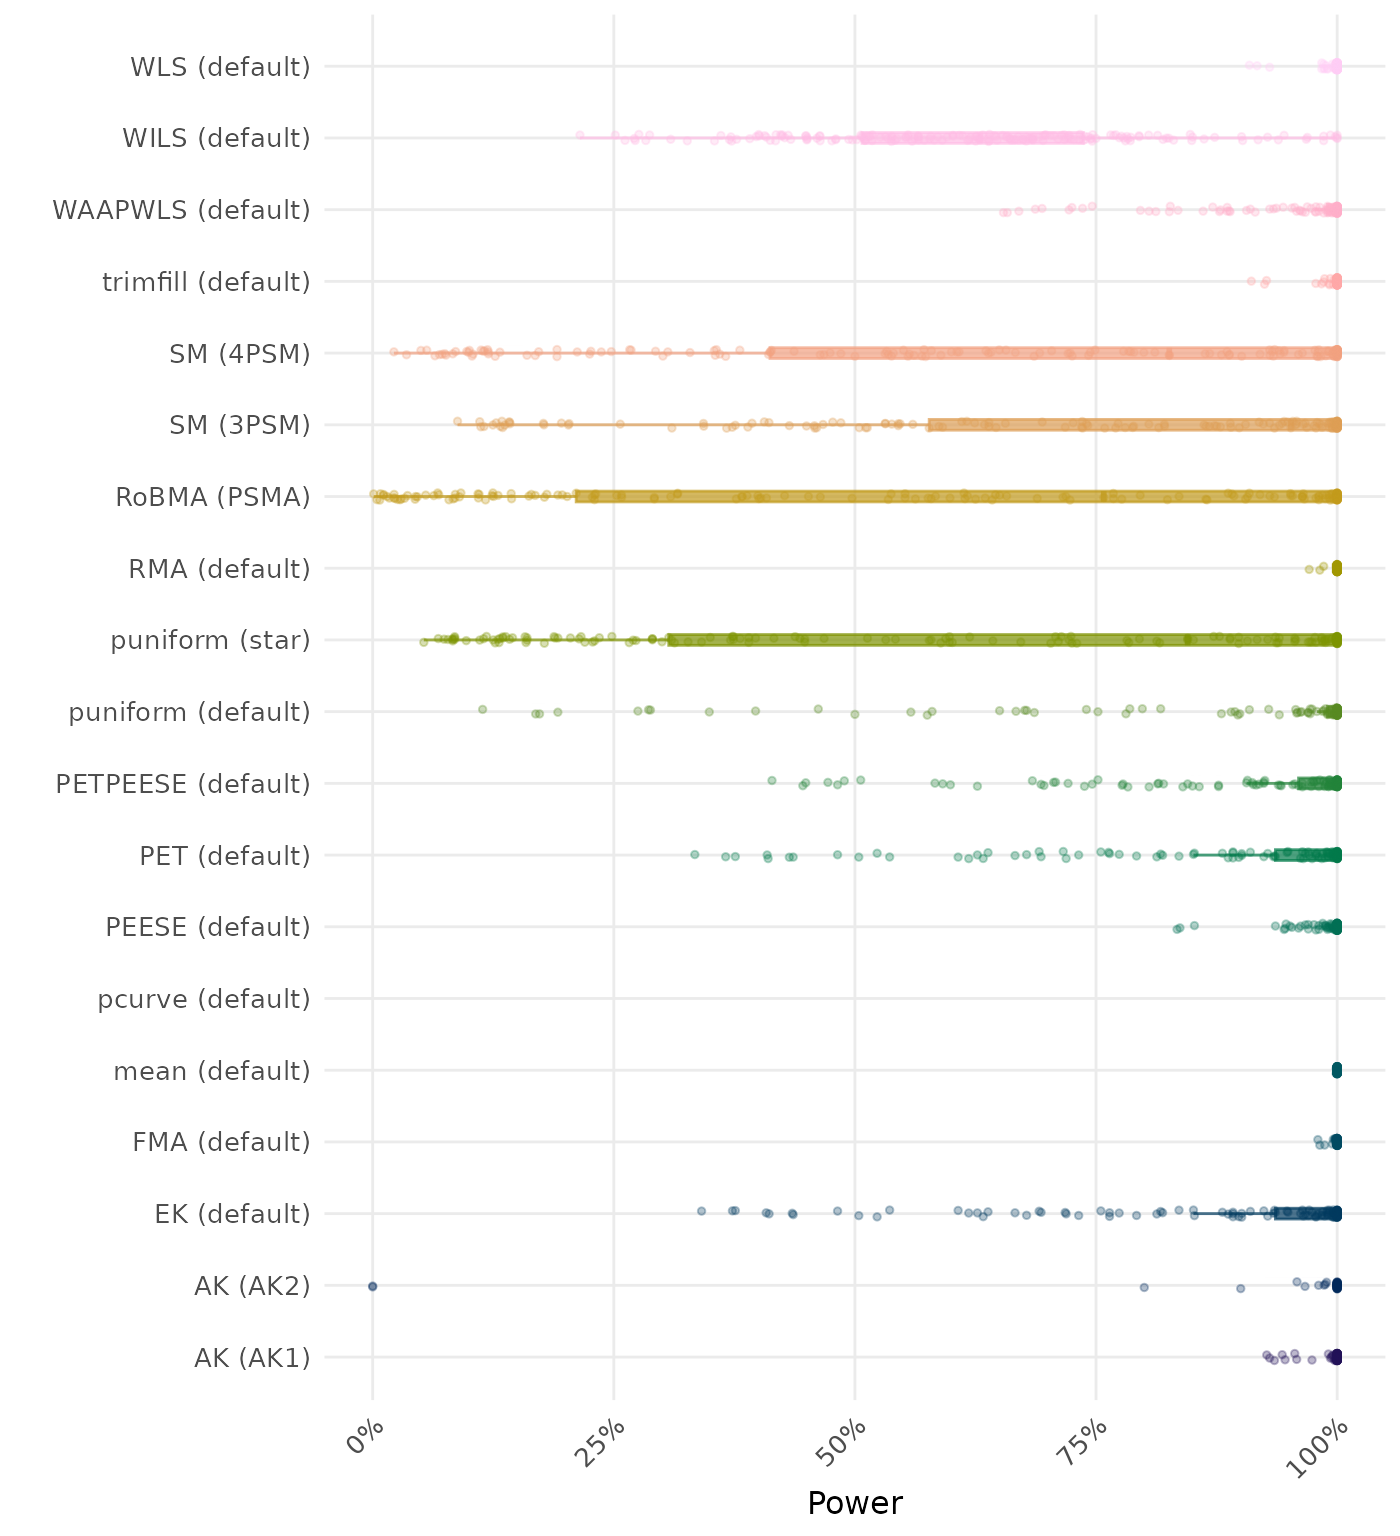 WLS (default)
WILS (default)
WAAPWLS (default)
trimfill (default)
SM (4PSM)
SM (3PSM)
RoBMA (PSMA)
RMA (default)
puniform (star)
puniform (default)
PETPEESE (default)
PET (default)
PEESE (default)
pcurve (default)
mean (default)
FMA (default)
EK (default)
AK (AK2)
AK (AK1)
0%
25%
50%
75%
100%
Power